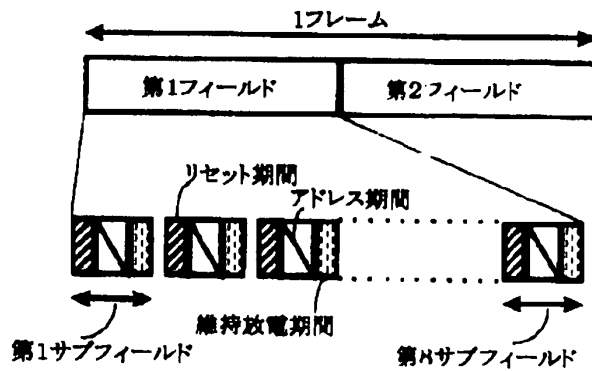 1フレーム
第1フィールド
第2フィールド
リセット期間
アドレス期間
維持放電期間
第1サブフィールド
第8サブフィールド